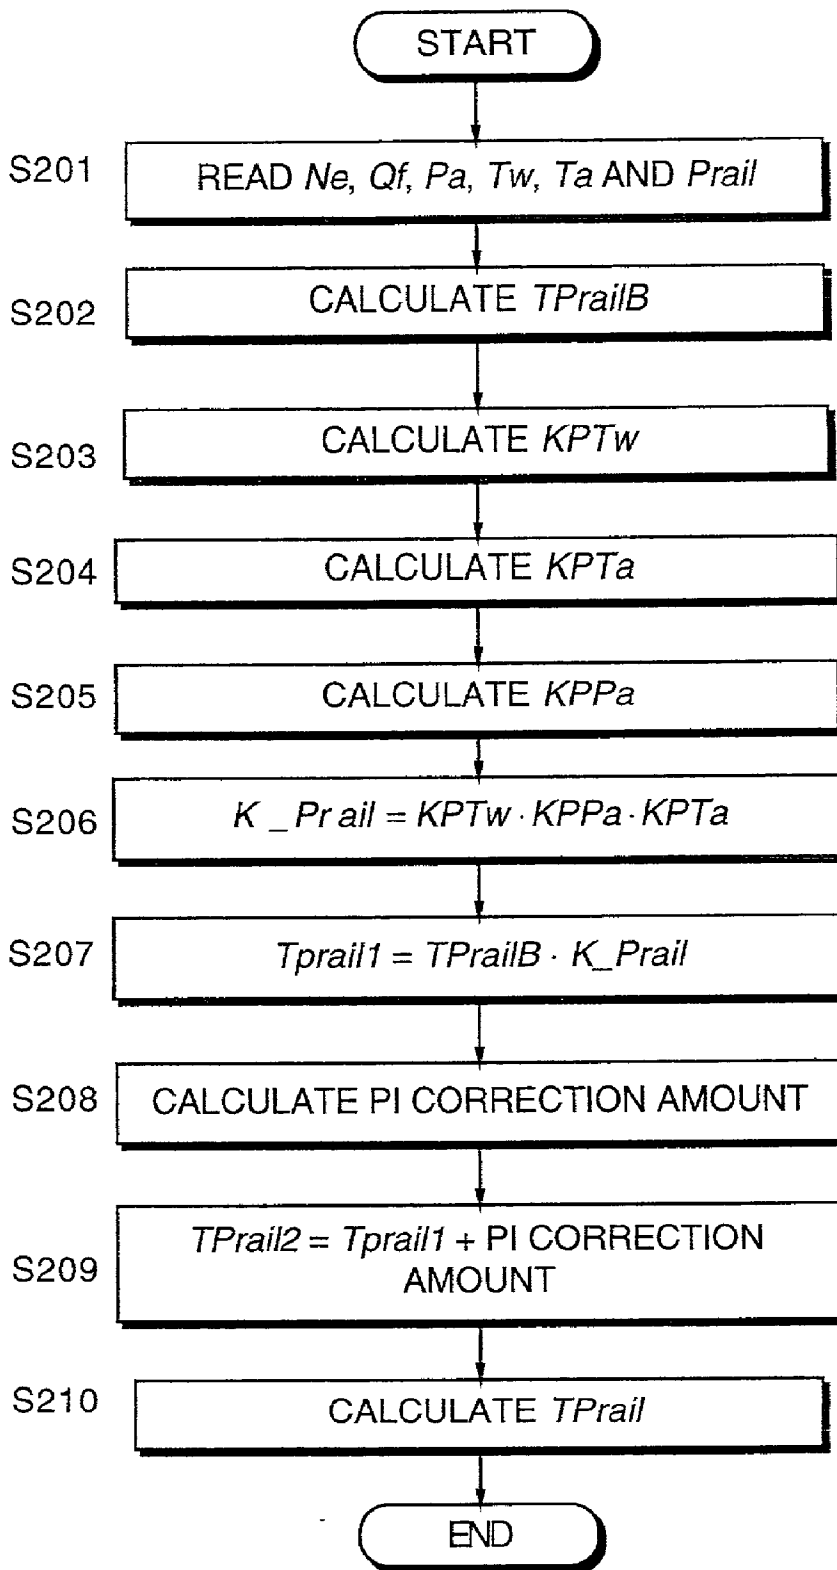 START
S201
READ Ne, Qf, Pa, Tw, Ta AND Prail
S202
CALCULATE TPrailB
S203
CALCULATE KPTw
S204
CALCULATE KPTa
S205
CALCULATE KPPa
S206
K _ Pr ail = KPTw · KPPa · KPTa
S207
Tprail1 = TPrailB · K_Prail
S208
CALCULATE PI CORRECTION AMOUNT
S209
TPrail2 = Tprail1 + PI CORRECTION
AMOUNT
S210
CALCULATE TPrail
END